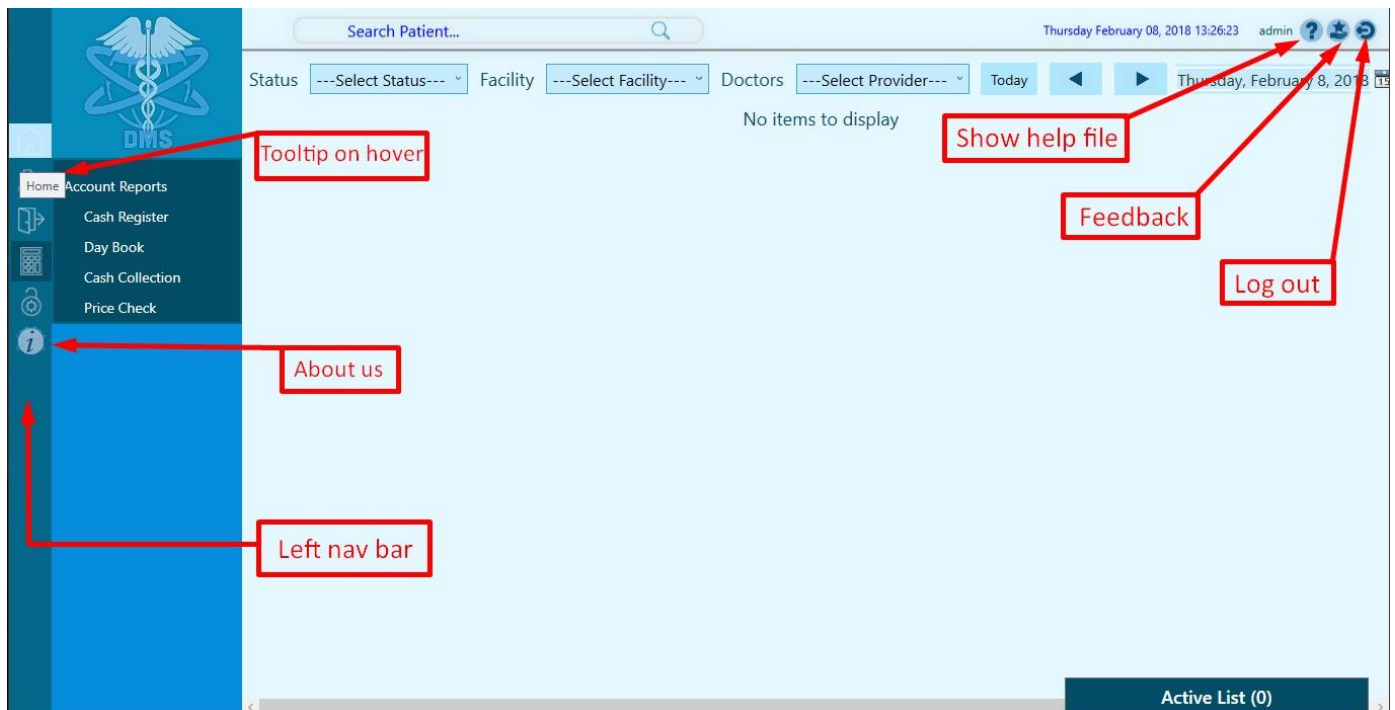 Search Patient...
Thursday February 08, 2018 13:26:23 admin ?
Status ---Select Status--- Facility ---Select Facility--- Doctors ---Select Provider--- Today Thursday, February 8, 2018 15
No items to display
DMS
Show help file
Tooltip on hover
Home Account Reports
Cash Register
Feedback
Day Book
Cash Collection
Log out
Price Check
i
About us
Left nav bar
Active List (0)